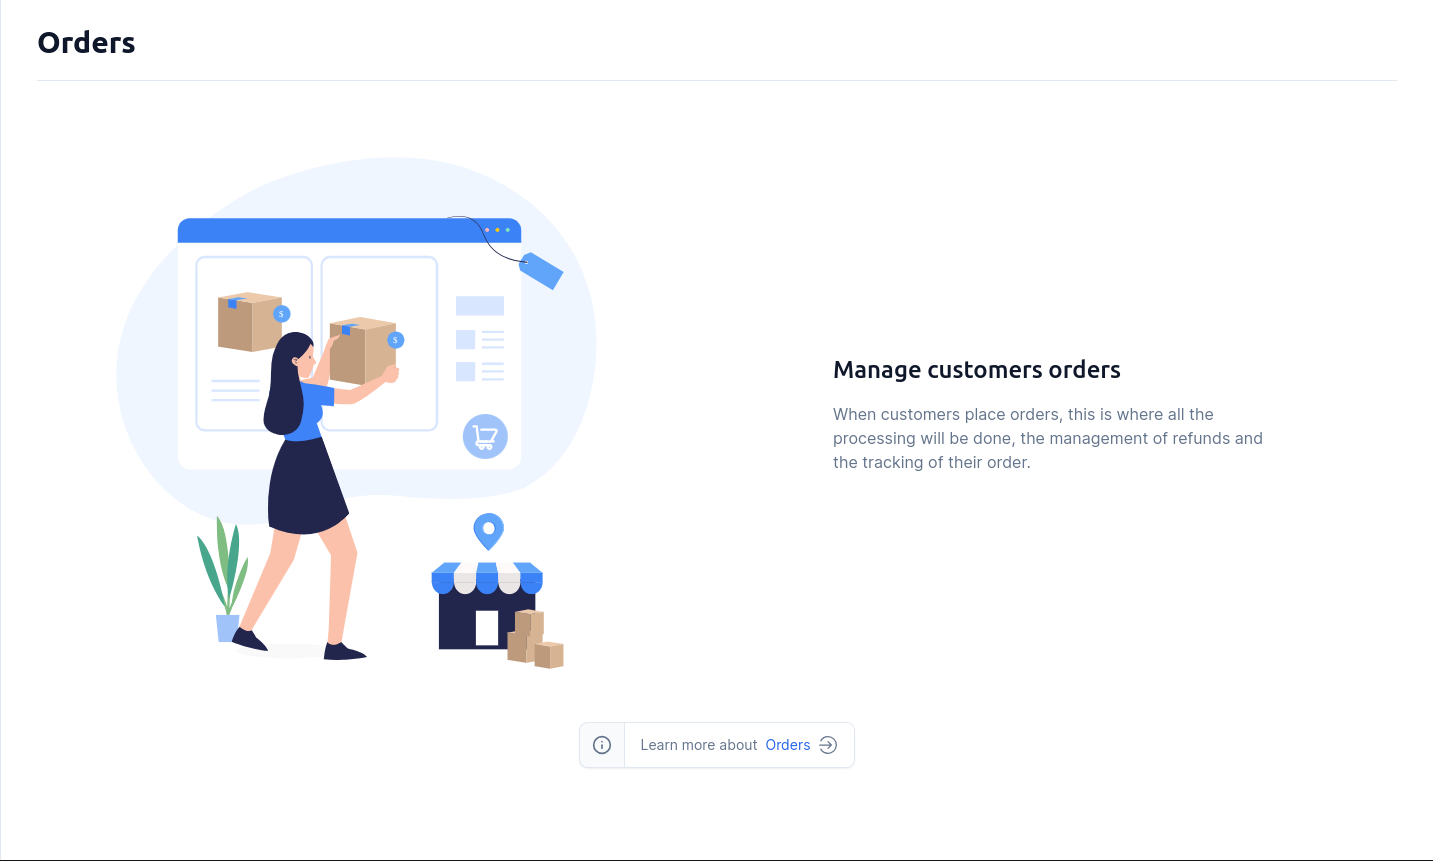 Orders
$
$
Manage customers orders
When customers place orders, this is where all the
processing will be done, the management of refunds and
the tracking of their order.
Learn more about Orders